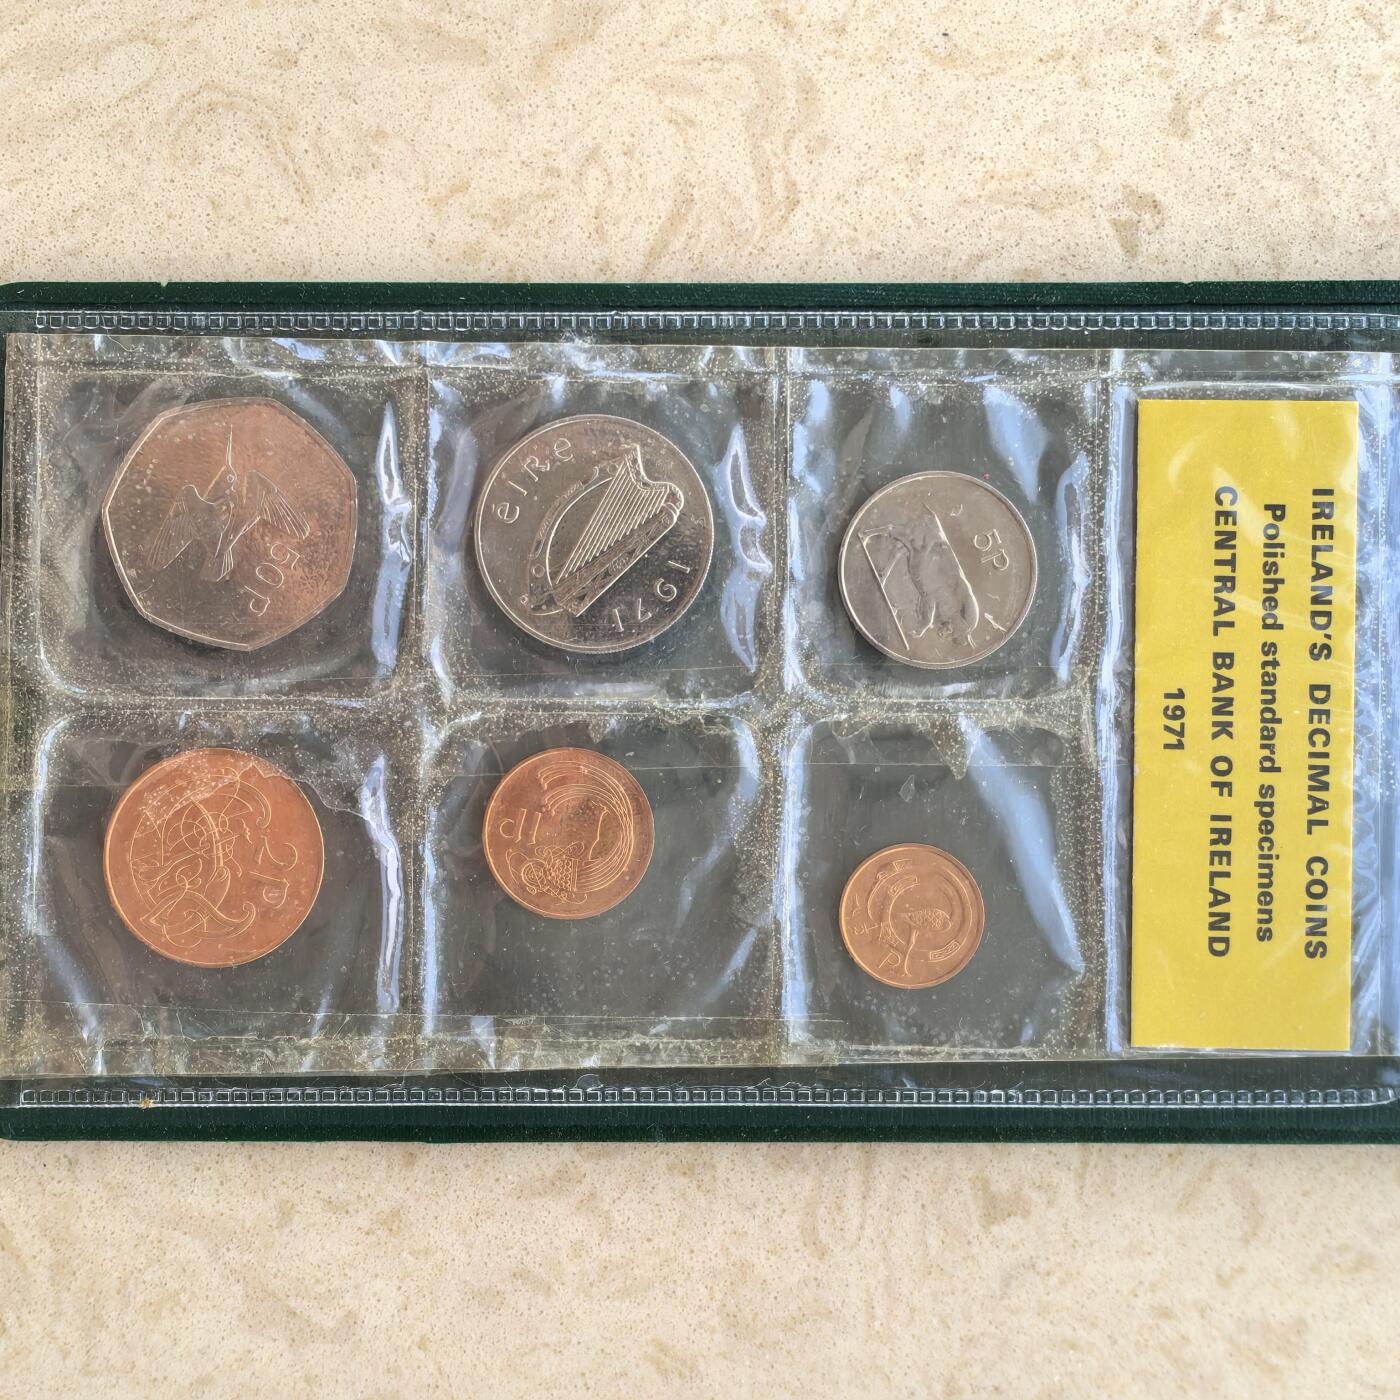 IRELAND'S DECIMAL COINS
Polished standard specimens
CENTRAL BANK OF IRELAND
1971
50P
éIRe
1971
5P
2P
1P
½P